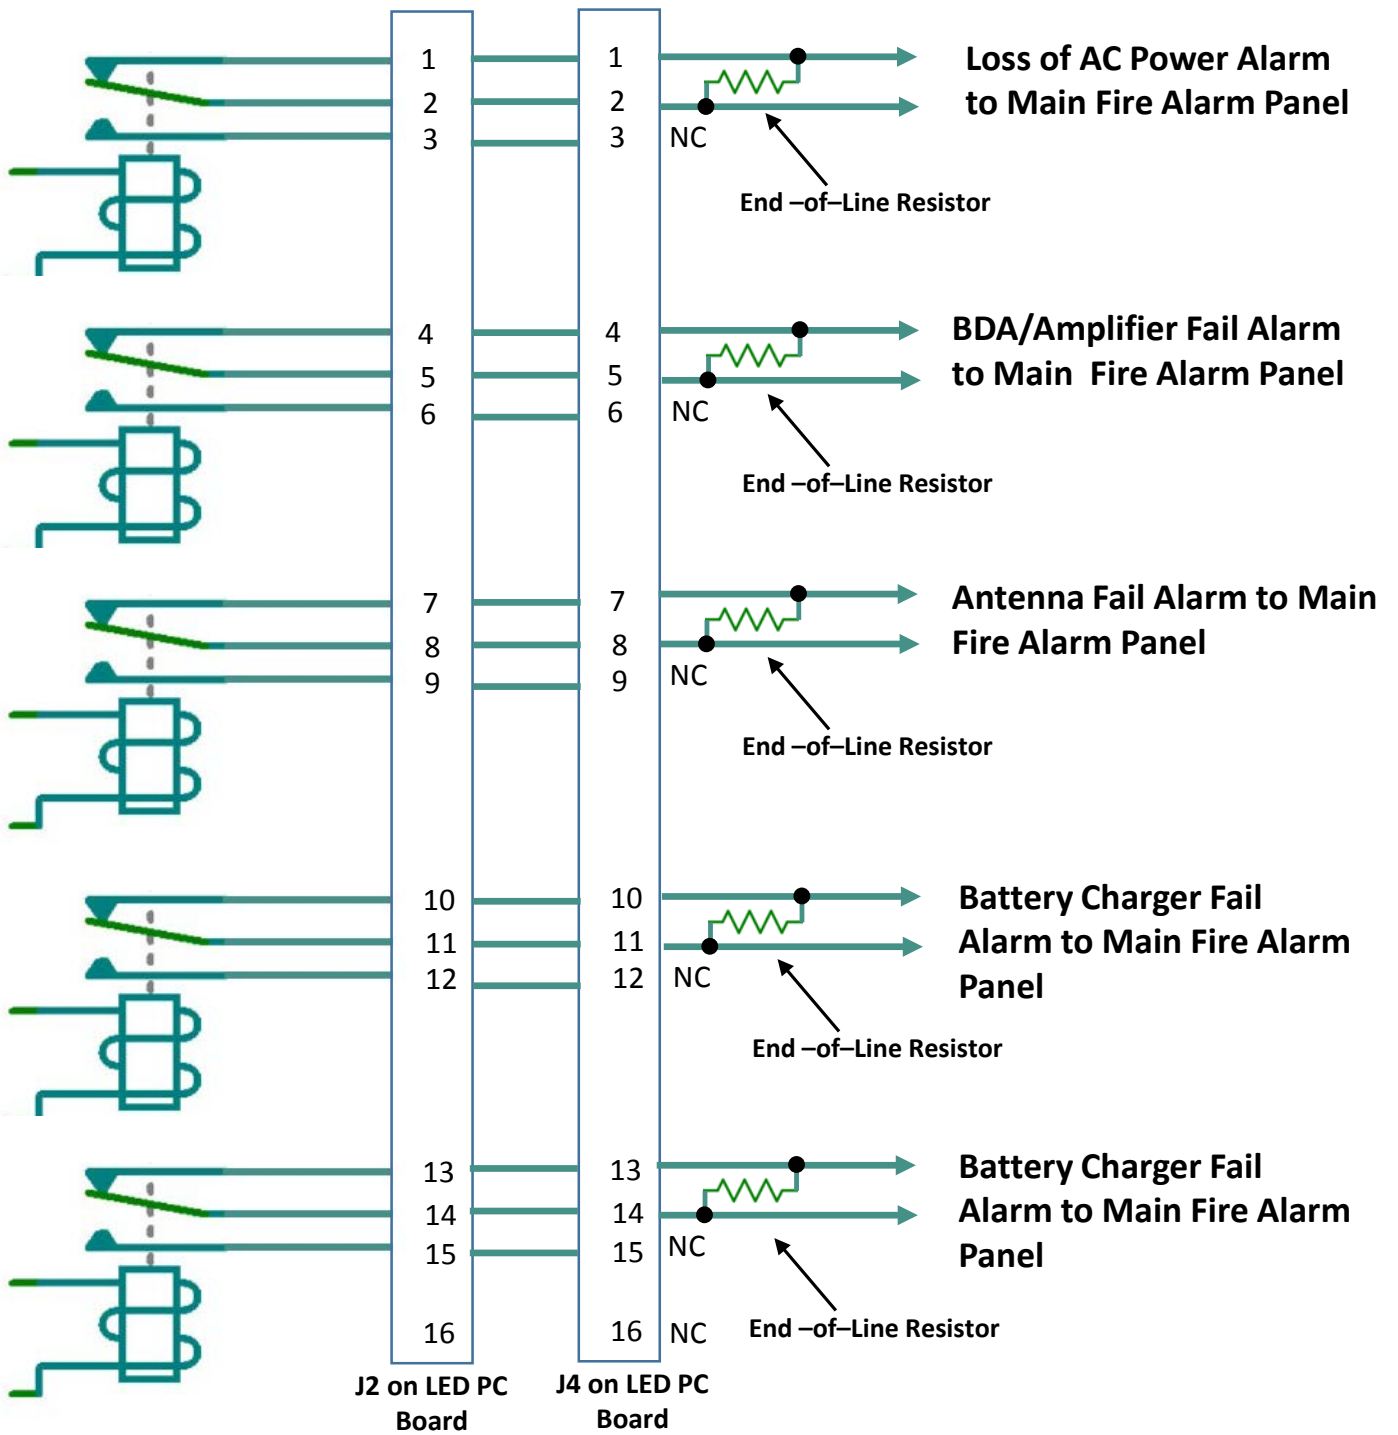 1
1
Loss of AC Power Alarm
2
2
to Main Fire Alarm Panel
3
3
NC
End –of–Line Resistor
4
4
BDA/Amplifier Fail Alarm
5
5
to Main  Fire Alarm Panel
6
6
NC
End –of–Line Resistor
7
7
Antenna Fail Alarm to Main
8
8
Fire Alarm Panel
9
9
NC
End –of–Line Resistor
10
10
Battery Charger Fail
11
11
Alarm to Main Fire Alarm
12
12
NC
Panel
End –of–Line Resistor
13
13
Battery Charger Fail
14
14
Alarm to Main Fire Alarm
15
15
NC
Panel
16
16
NC
End –of–Line Resistor
J2 on LED PC
Board
J4 on LED PC
Board